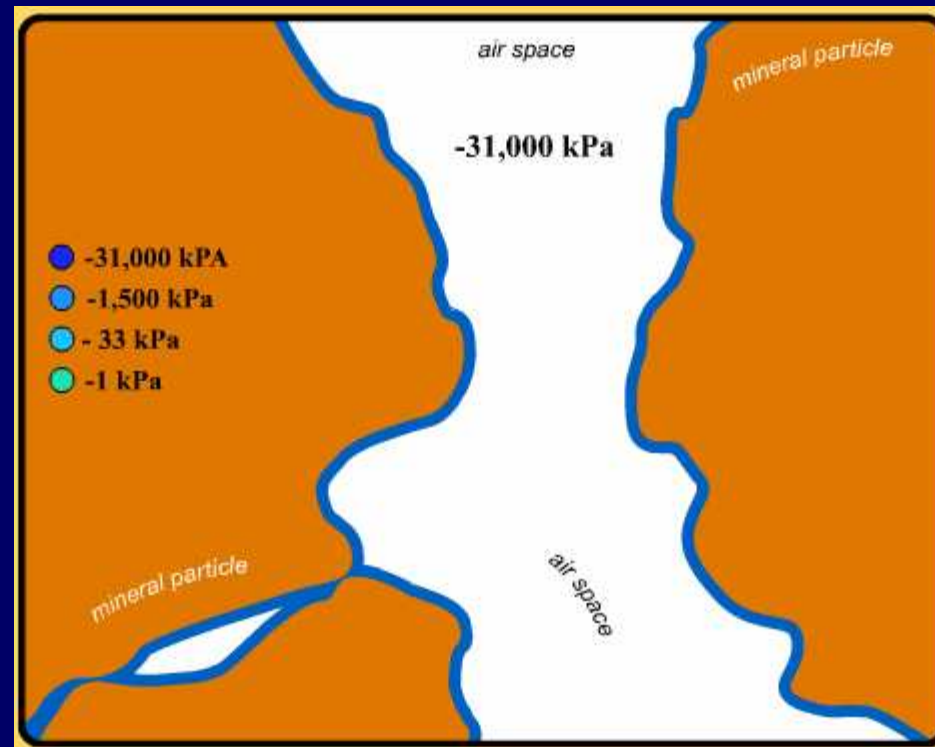 air space
mineral particle
-31,000 kPa
-31,000 kPA
-1,500 kPa
- 33 kPa
-1 kPa
mineral particle
air space